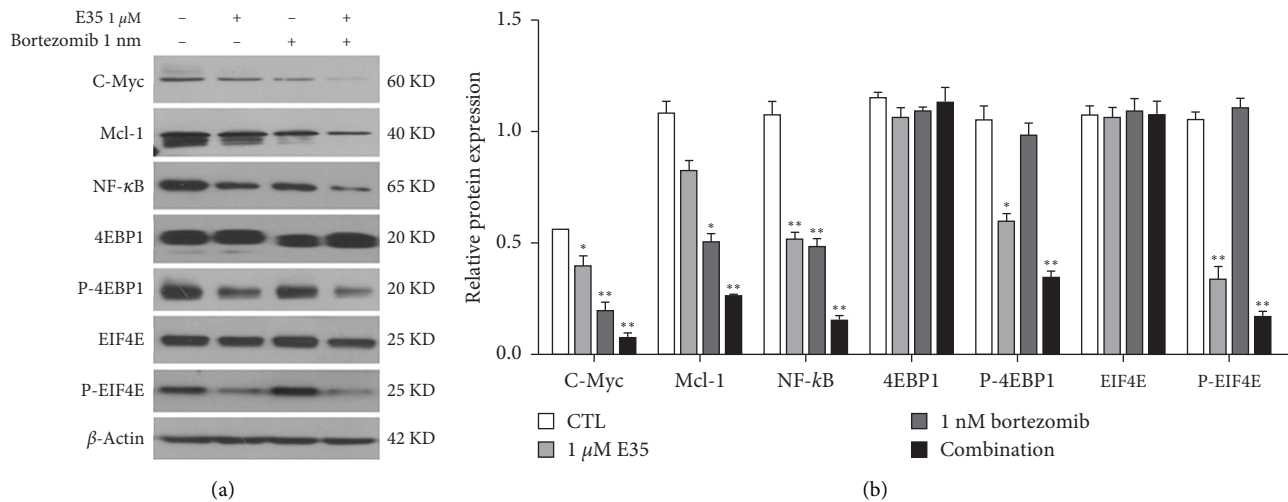 E35 1 μM – + – +
Bortezomib 1 nm – – + +
C-Myc 60 KD
Mcl-1 40 KD
NF-κB 65 KD
4EBP1 20 KD
P-4EBP1 20 KD
EIF4E 25 KD
P-EIF4E 25 KD
β-Actin 42 KD
(a)
Relative protein expression
1.5
1.0
0.5
0.0
* ** **
* **
** ** **
* **
** **
C-Myc Mcl-1 NF-kB 4EBP1 P-4EBP1 EIF4E P-EIF4E
CTL
1 μM E35
1 nM bortezomib
Combination
(b)